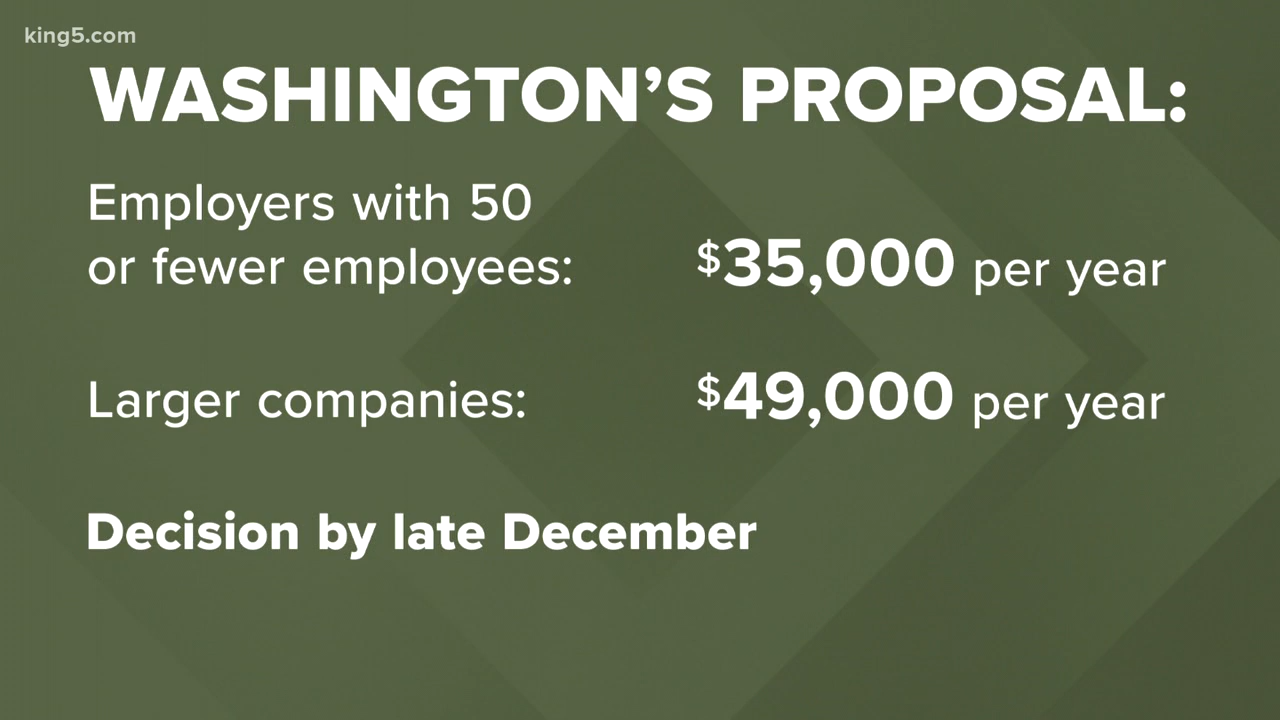 king5.com
WASHINGTON’S PROPOSAL:
Employers with 50
or fewer employees: $35,000 per year
Larger companies: $49,000 per year
Decision by late December